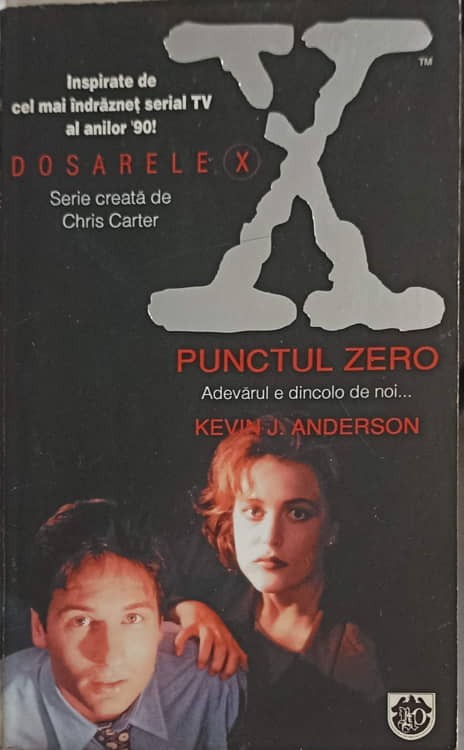 Inspirate de
cel mai îndrăzneț serial TV
al anilor '90!
DOSARELE X
Serie creată de
Chris Carter
X TM
PUNCTUL ZERO
Adevărul e dincolo de noi...
KEVIN J. ANDERSON